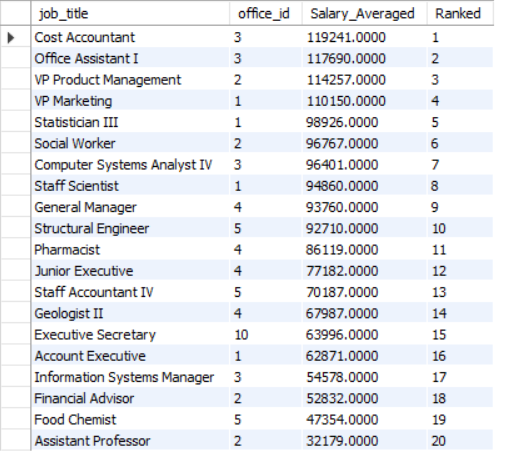 job_title office_id Salary_Averaged Ranked
Cost Accountant 3 119241.0000 1
Office Assistant I 3 117690.0000 2
VP Product Management 2 114257.0000 3
VP Marketing 1 110150.0000 4
Statistician III 1 98926.0000 5
Social Worker 2 96767.0000 6
Computer Systems Analyst IV 3 96401.0000 7
Staff Scientist 1 94860.0000 8
General Manager 4 93760.0000 9
Structural Engineer 5 92710.0000 10
Pharmacist 4 86119.0000 11
Junior Executive 4 77182.0000 12
Staff Accountant IV 5 70187.0000 13
Geologist II 4 67987.0000 14
Executive Secretary 10 63996.0000 15
Account Executive 1 62871.0000 16
Information Systems Manager 3 54578.0000 17
Financial Advisor 2 52832.0000 18
Food Chemist 5 47354.0000 19
Assistant Professor 2 32179.0000 20